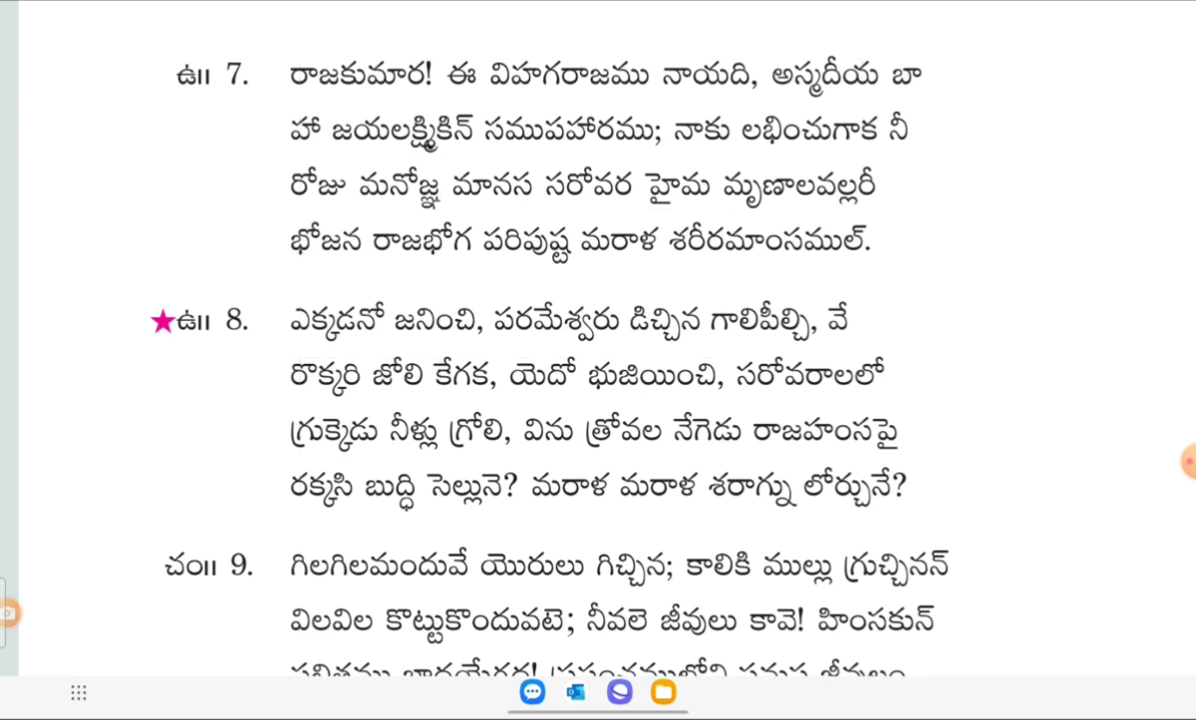 ఉ॥ 7. రాజకుమార! ఈ విహగరాజము నాయది, అస్మదీయ బా
హా జయలక్ష్మికిన్ సముపహారము; నాకు లభించుగాక నీ
రోజు మనోజ్ఞ మానస సరోవర హైమ మృణాలవల్లరీ
భోజన రాజభోగ పరిపుష్ట మరాళ శరీరమాంసముల్.
★ఉ॥ 8. ఎక్కడనో జనించి, పరమేశ్వరు డిచ్చిన గాలిపీల్చి, వే
రొక్కరి జోలి కేగక, యెదో భుజియించి, సరోవరాలలో
గ్రుక్కెడు నీళ్లు గ్రోలి, విను త్రోవల నేగెడు రాజహంసపై
రక్కసి బుద్ధి సెల్లునె? మరాళ మరాళ శరాగ్ను లోర్చునే?
చం॥ 9. గిలగిలమందువే యొరులు గిచ్చిన; కాలికి ముల్లు గ్రుచ్చినన్
విలవిల కొట్టుకొందువటె; నీవలె జీవులు కావె! హింసకున్